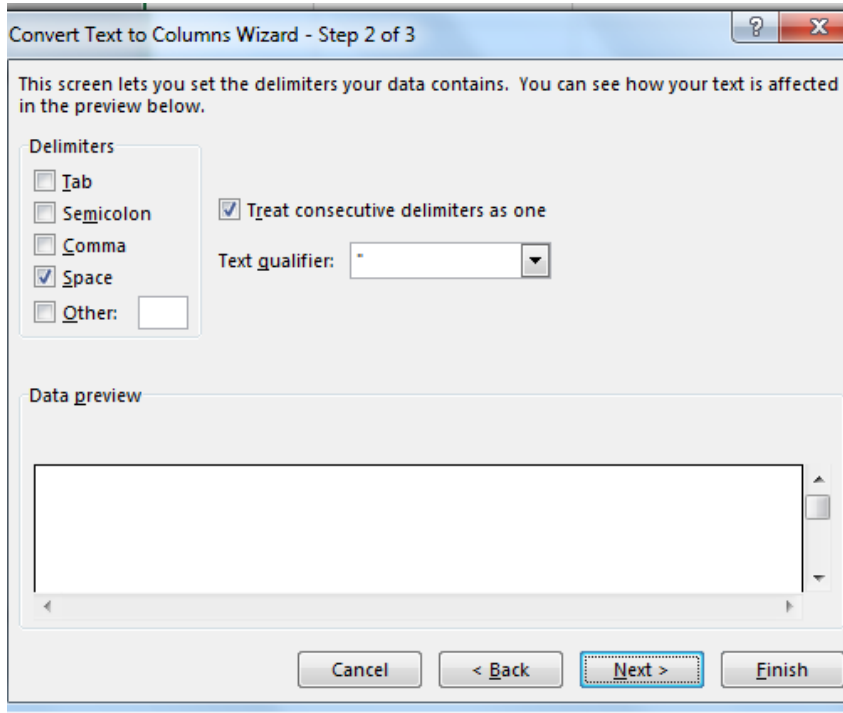 Convert Text to Columns Wizard - Step 2 of 3
This screen lets you set the delimiters your data contains. You can see how your text is affected
in the preview below.
Delimiters
Tab
Semicolon
Comma
Space
Other:
Treat consecutive delimiters as one
Text qualifier: "
Data preview
Cancel < Back Next > Finish